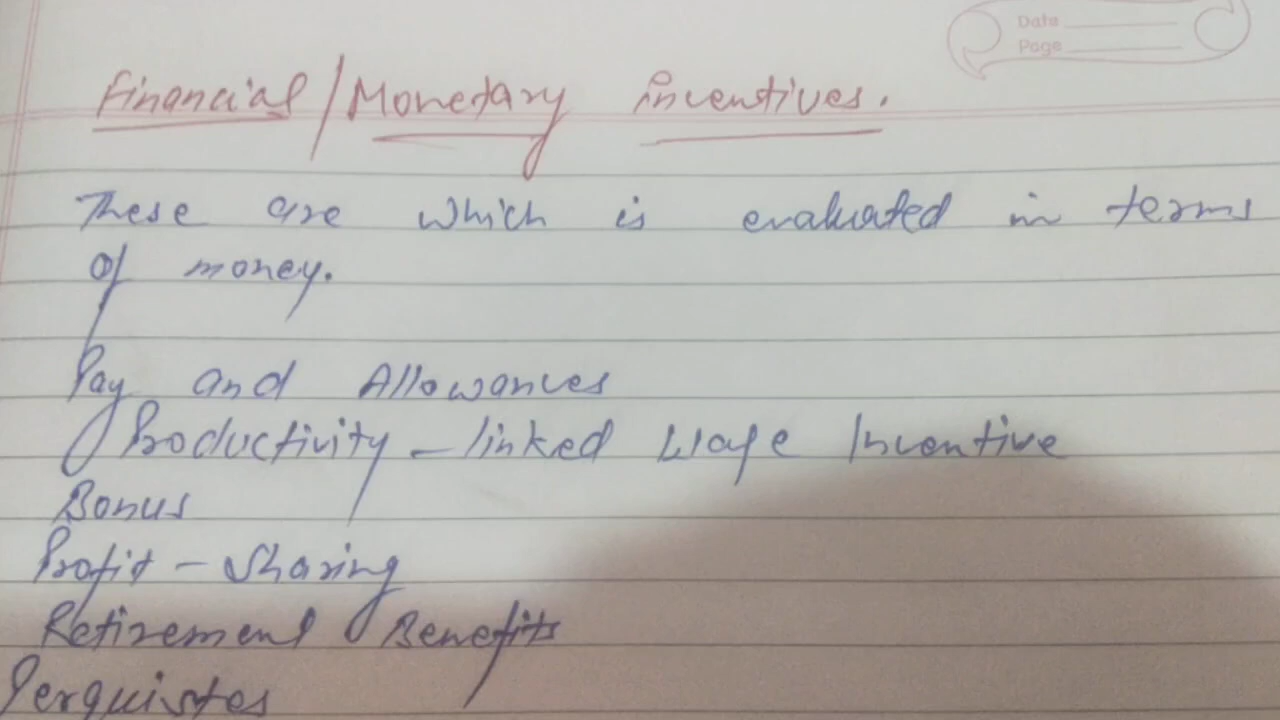 Date
Page
Financial/Monetary incentives.
These are which is evaluated in terms
of money.
Pay and Allowances
Productivity-linked Wage Incentive
Bonus
Profit-Sharing
Retirement Benefits
Perquistes